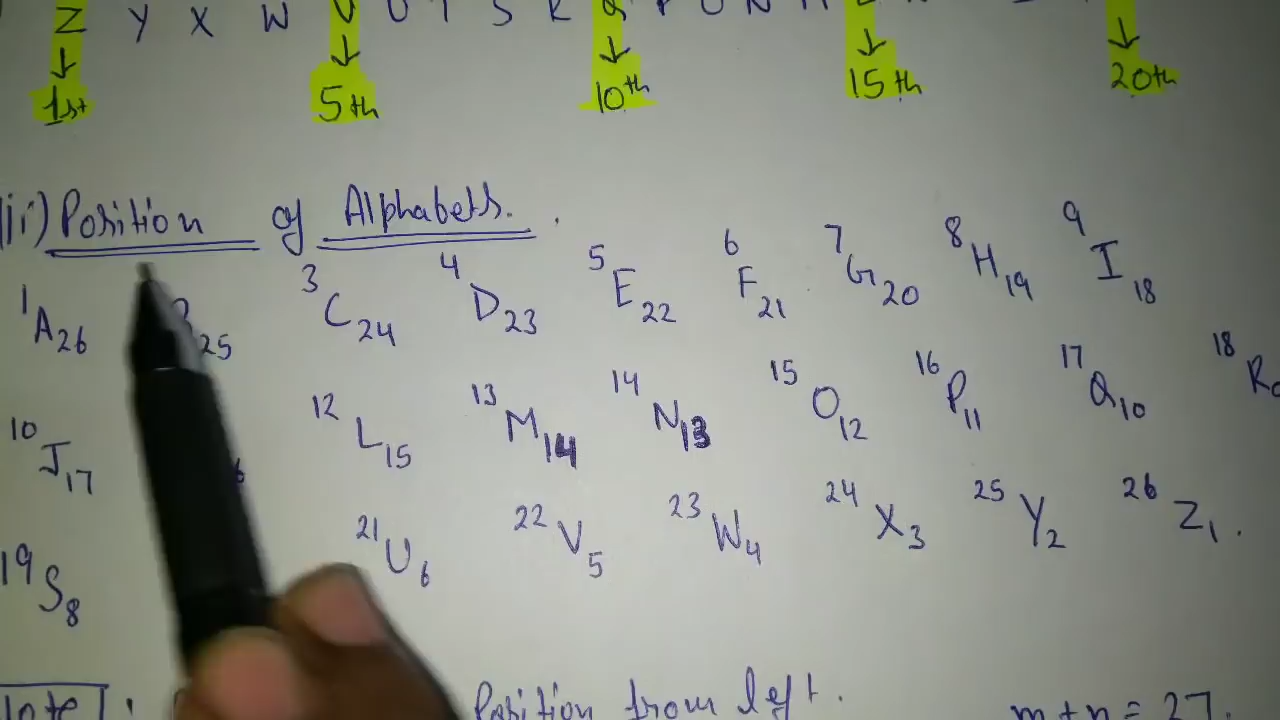 Z Y X W V U T S R Q P O N M
↓ ↓ ↓ ↓ ↓
1st 5th 10th 15th 20th
(iii) Position of Alphabets.
1 A 26 25 3 C 24 4 D 23 5 E 22 6 F 21 7 G 20 8 H 19 9 I 18
10 J 17 12 L 15 13 M 14 14 N 13 15 O 12 16 P 11 17 Q 10 18 R
19 S 8 21 U 6 22 V 5 23 W 4 24 X 3 25 Y 2 26 Z 1.
Position from left. m + n = 27.